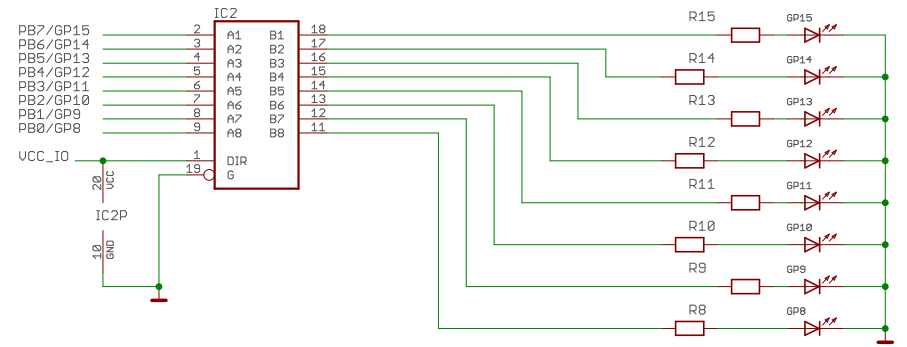 IC2
R15 GP15
PB7/GP15 2 A1 B1 18
PB6/GP14 3 A2 B2 17
R14 GP14
PB5/GP13 4 A3 B3 16
PB4/GP12 5 A4 B4 15
PB3/GP11 6 A5 B5 14
R13 GP13
PB2/GP10 7 A6 B6 13
PB1/GP9 8 A7 B7 12
PB0/GP8 9 A8 B8 11
R12 GP12
VCC_IO 1 DIR
19 G
20 VCC
R11 GP11
IC2P
R10 GP10
10 GND
R9 GP9
R8 GP8